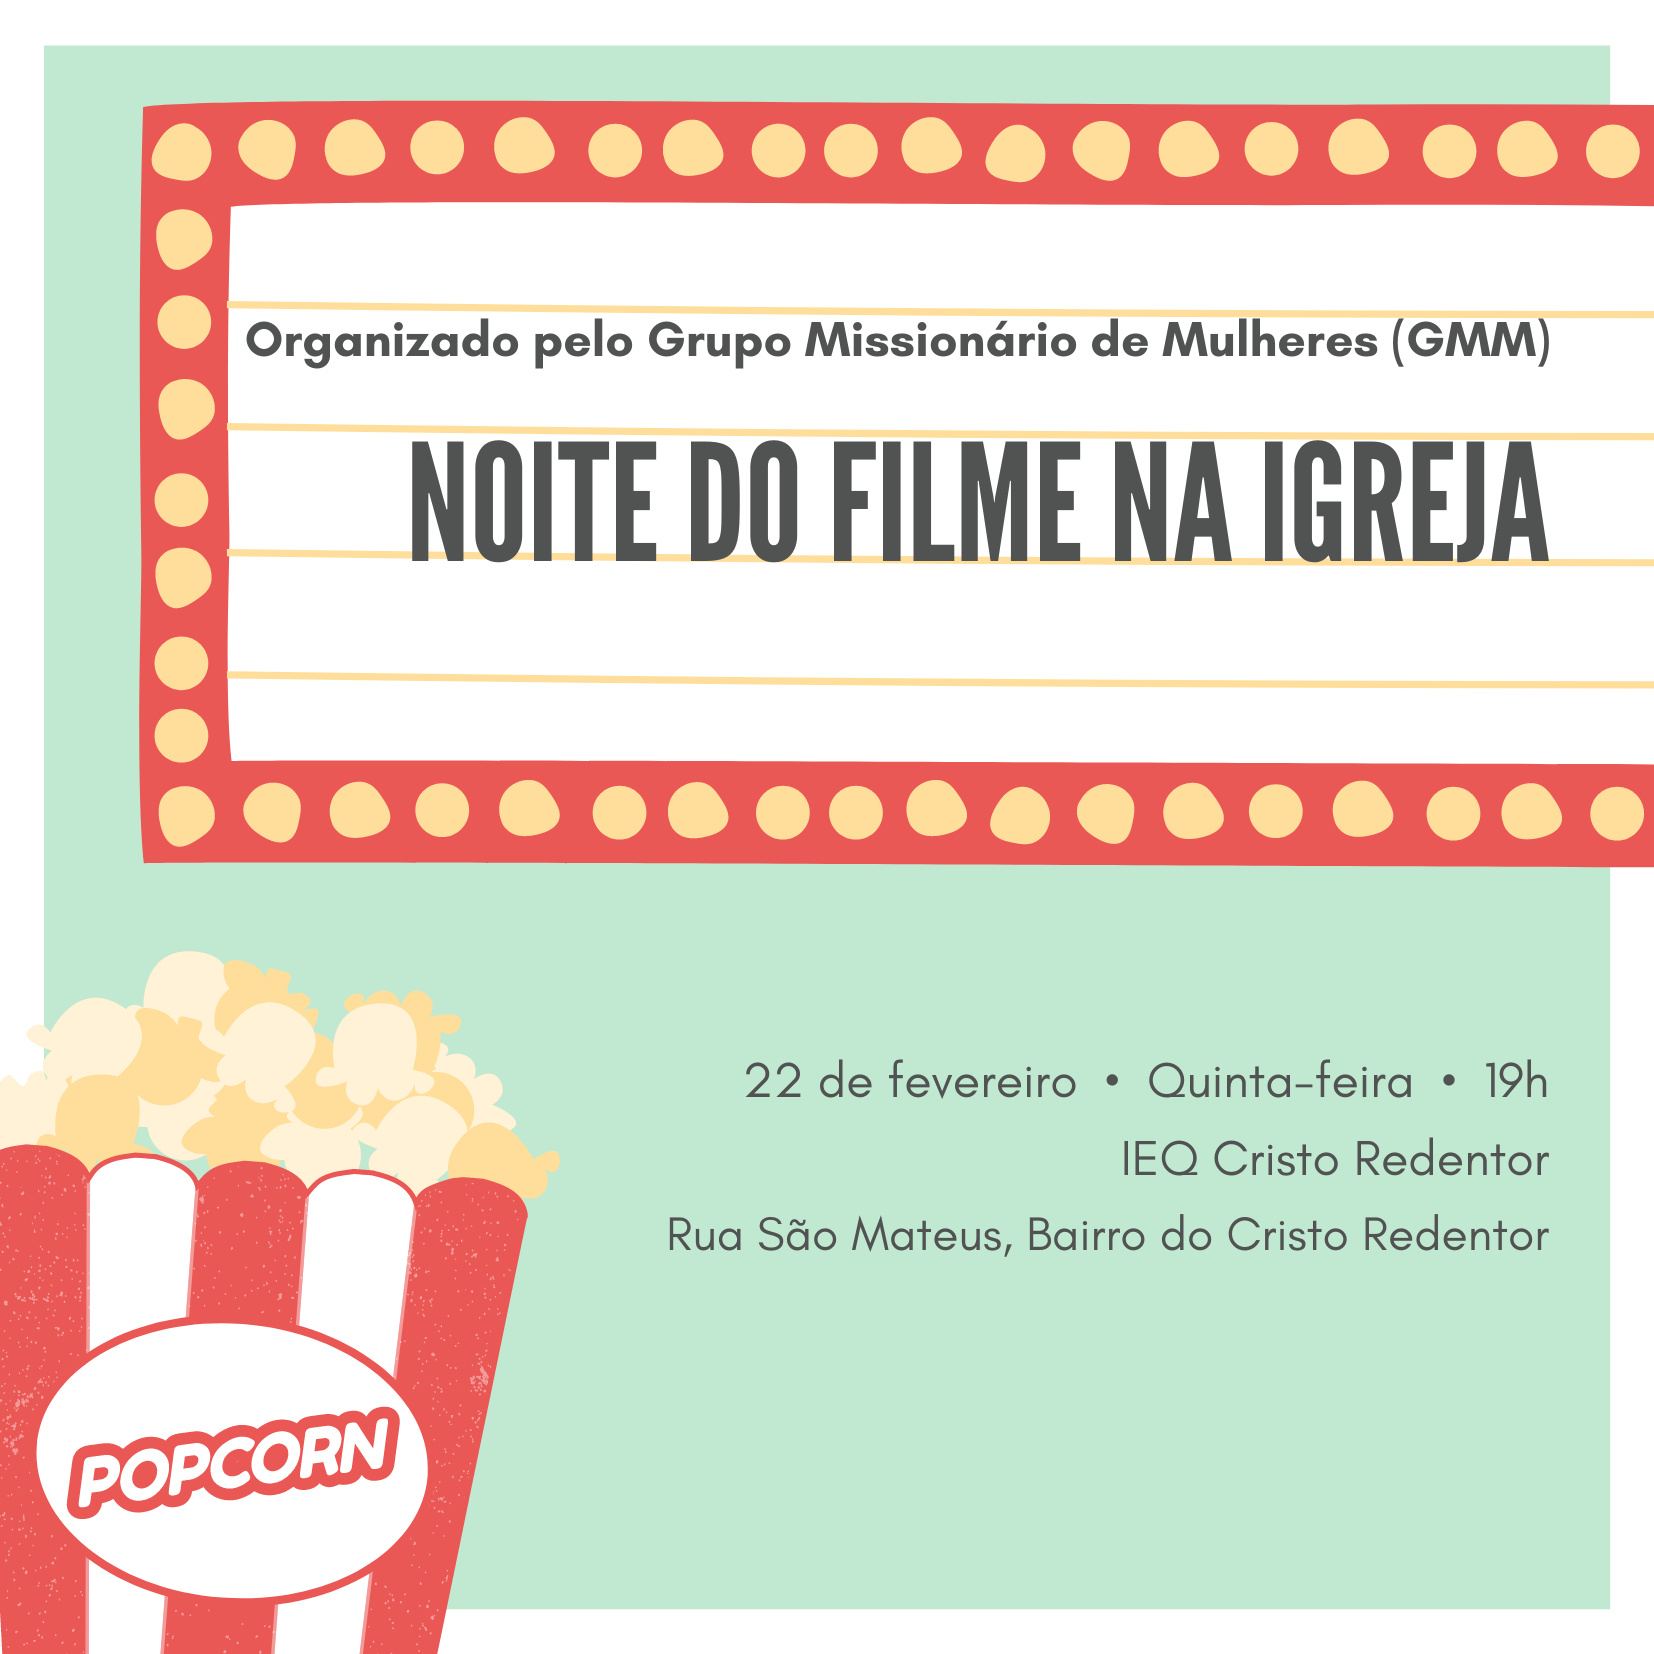 Organizado pelo Grupo Missionário de Mulheres (GMM)
NOITE DO FILME NA IGREJA
22 de fevereiro • Quinta-feira • 19h
IEQ Cristo Redentor
Rua São Mateus, Bairro do Cristo Redentor
POPCORN